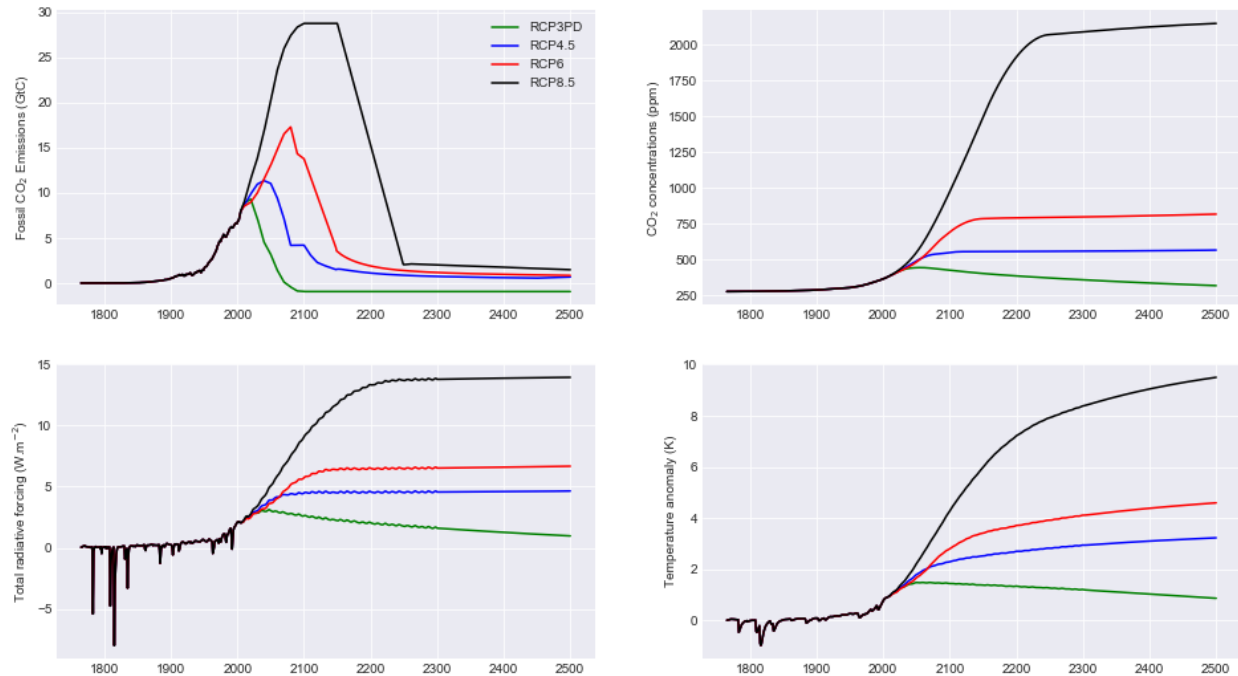 30
25
20
15
10
5
0
Fossil CO₂ Emissions (GtC)
RCP3PD
RCP4.5
RCP6
RCP8.5
1800 1900 2000 2100 2200 2300 2400 2500
2000
1750
1500
1250
1000
750
500
250
CO₂ concentrations (ppm)
1800 1900 2000 2100 2200 2300 2400 2500
15
10
5
0
−5
Total radiative forcing (W.m⁻²)
1800 1900 2000 2100 2200 2300 2400 2500
10
8
6
4
2
0
Temperature anomaly (K)
1800 1900 2000 2100 2200 2300 2400 2500